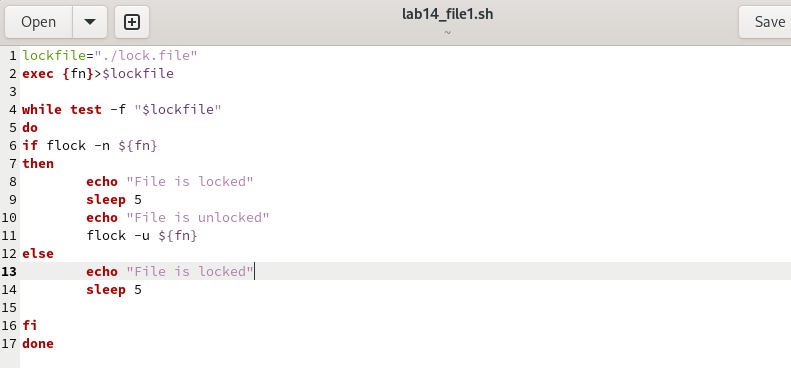 Open
lab14_file1.sh
~
Save
1 lockfile="./lock.file"
2 exec {fn}>$lockfile
3
4 while test -f "$lockfile"
5 do
6 if flock -n ${fn}
7 then
8         echo "File is locked"
9         sleep 5
10         echo "File is unlocked"
11         flock -u ${fn}
12 else
13         echo "File is locked"
14         sleep 5
15
16 fi
17 done